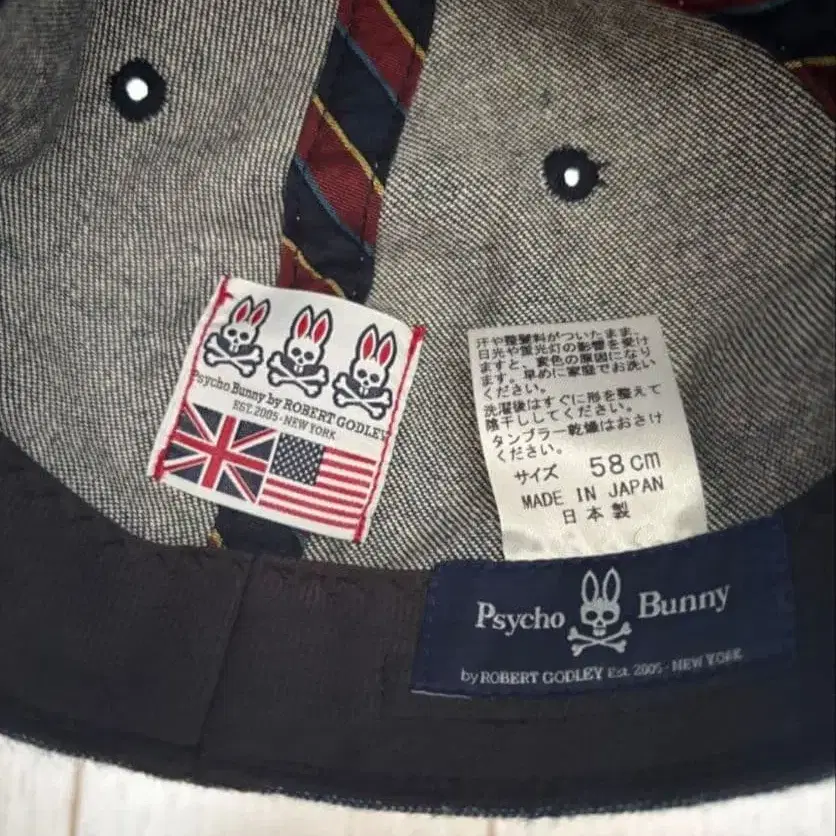 Psycho Bunny by ROBERT GODLEY
EST. 2005 · NEW YORK
汗や整髪料がついたまま、
日光や蛍光灯の影響を受け
ますと、変色の原因になり
ます。早めに家庭でお洗い
ください。
洗濯後はすぐに形を整えて
陰干ししてください。
タンブラー乾燥はおさけ
ください。
サイズ 58cm
MADE IN JAPAN
日本製
Psycho Bunny
by ROBERT GODLEY Est. 2005 · NEW YORK